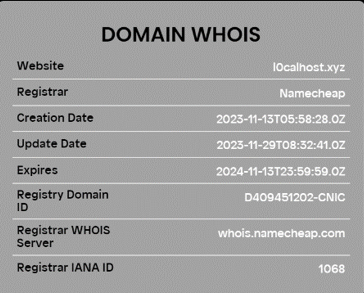 DOMAIN WHOIS
Website l0calhost.xyz
Registrar Namecheap
Creation Date 2023-11-13T05:58:28.0Z
Update Date 2023-11-29T08:32:41.0Z
Expires 2024-11-13T23:59:59.0Z
Registry Domain ID D409451202-CNIC
Registrar WHOIS Server whois.namecheap.com
Registrar IANA ID 1068